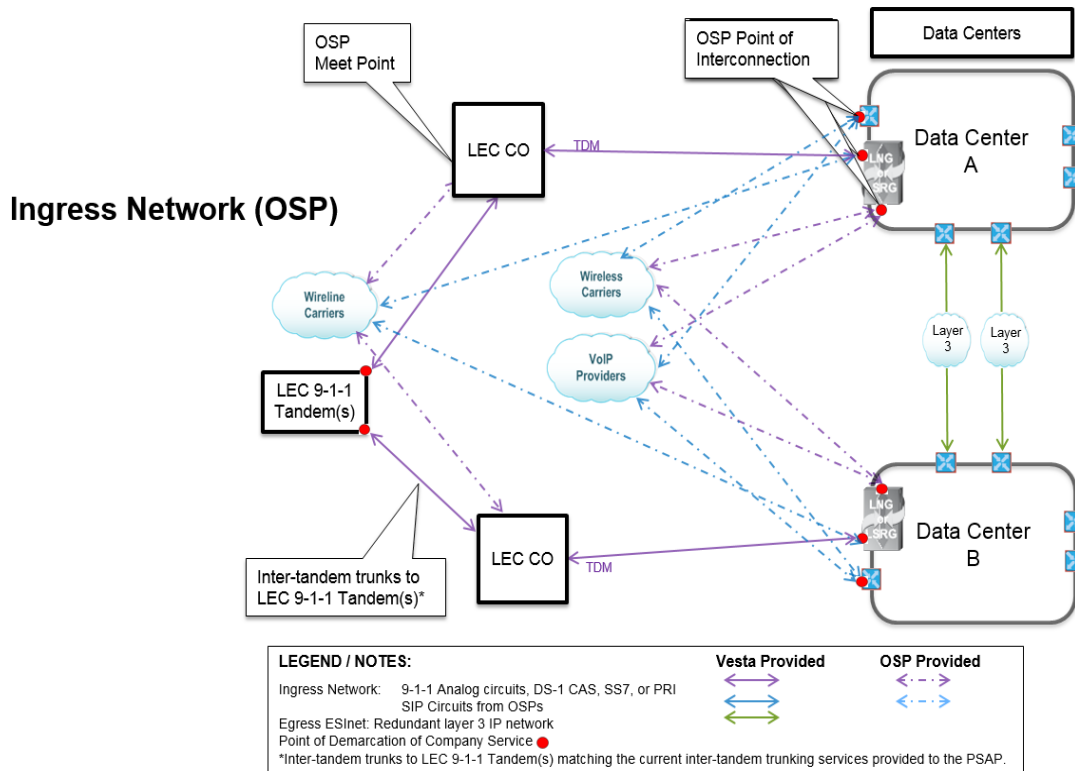 OSP
Meet Point
OSP Point of
Interconnection
Data Centers
LEC CO
TDM
LNG
SRG
Data Center
A
Ingress Network (OSP)
Wireline
Carriers
Wireless
Carriers
VoIP
Providers
Layer
3
Layer
3
LEC 9-1-1
Tandem(s)
LEC CO
TDM
LNG
LSRG
Data Center
B
Inter-tandem trunks to
LEC 9-1-1 Tandem(s)*
LEGEND / NOTES:
Vesta Provided
OSP Provided
Ingress Network: 9-1-1 Analog circuits, DS-1 CAS, SS7, or PRI
SIP Circuits from OSPs
Egress ESInet: Redundant layer 3 IP network
Point of Demarcation of Company Service
*Inter-tandem trunks to LEC 9-1-1 Tandem(s) matching the current inter-tandem trunking services provided to the PSAP.